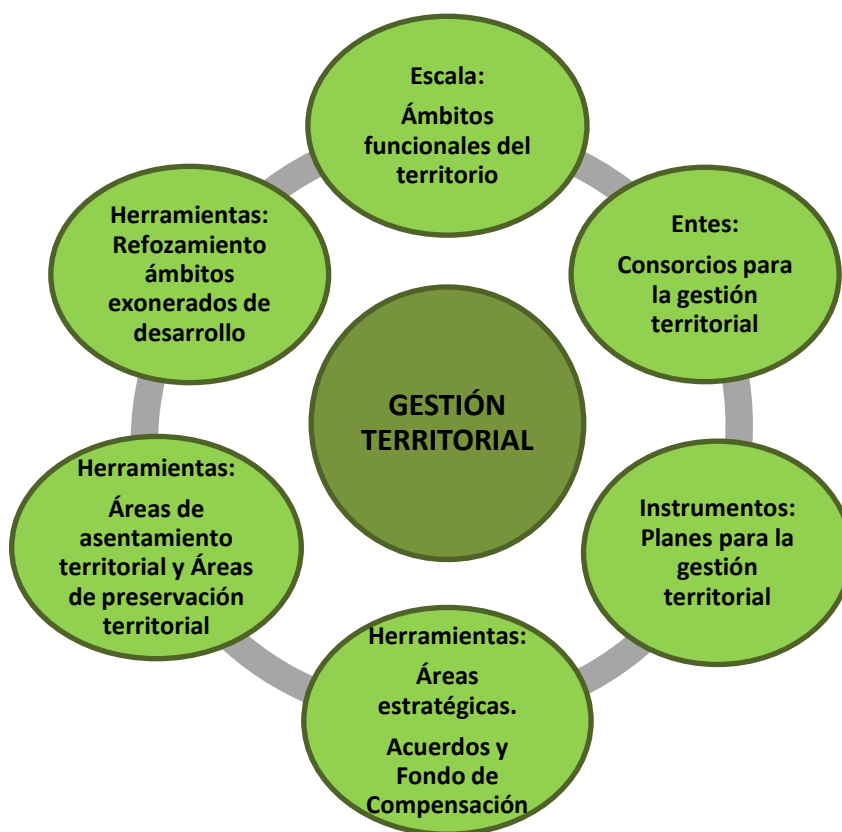 Escala:
Ámbitos
funcionales del
territorio
Entes:
Consorcios para
la gestión
territorial
Instrumentos:
Planes para la
gestión
territorial
Herramientas:
Áreas
estratégicas.
Acuerdos y
Fondo de
Compensación
Herramientas:
Áreas de
asentamiento
territorial y Áreas
de preservación
territorial
Herramientas:
Refozamiento
ámbitos
exonerados de
desarrollo
GESTIÓN
TERRITORIAL